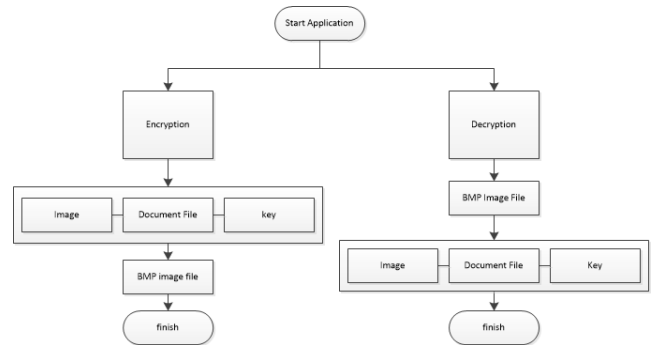 Start Application
Encryption
Decryption
Image
Document File
key
BMP image file
finish
BMP Image File
Image
Document File
Key
finish